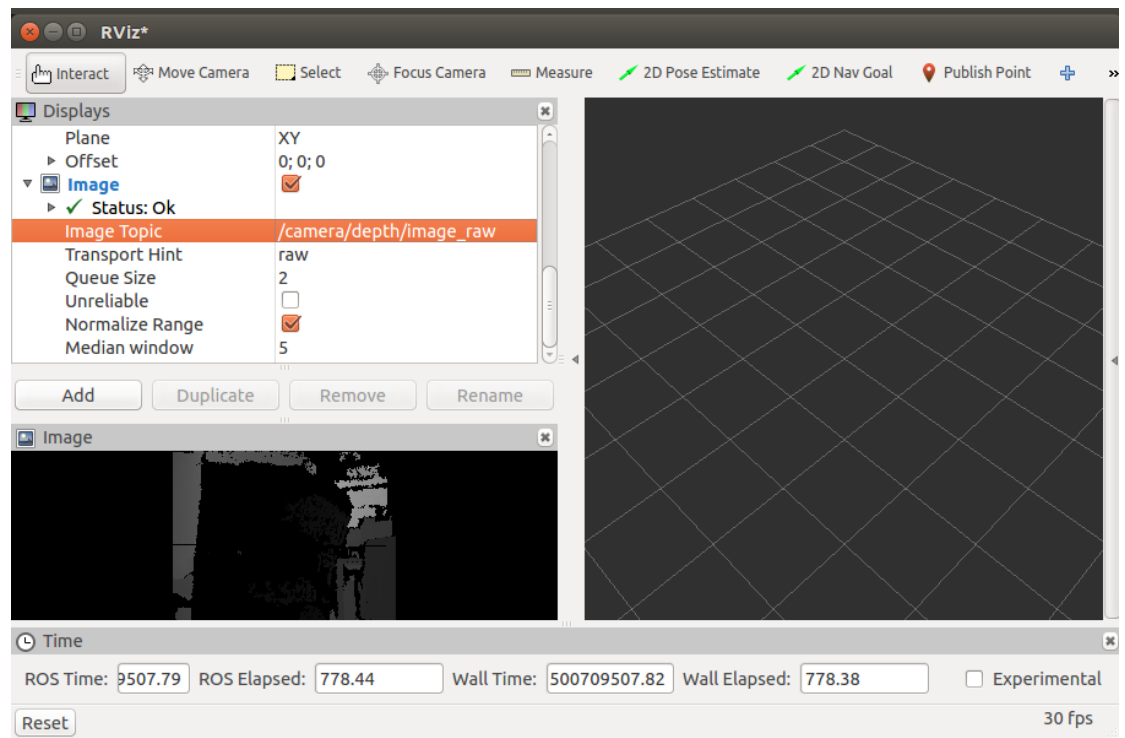 RViz*
Interact Move Camera Select Focus Camera Measure 2D Pose Estimate 2D Nav Goal Publish Point »
Displays
Plane XY
Offset 0; 0; 0
Image
Status: Ok
Image Topic /camera/depth/image_raw
Transport Hint raw
Queue Size 2
Unreliable
Normalize Range
Median window 5
Add Duplicate Remove Rename
Image
Time
ROS Time: 9507.79 ROS Elapsed: 778.44 Wall Time: 500709507.82 Wall Elapsed: 778.38 Experimental
Reset 30 fps